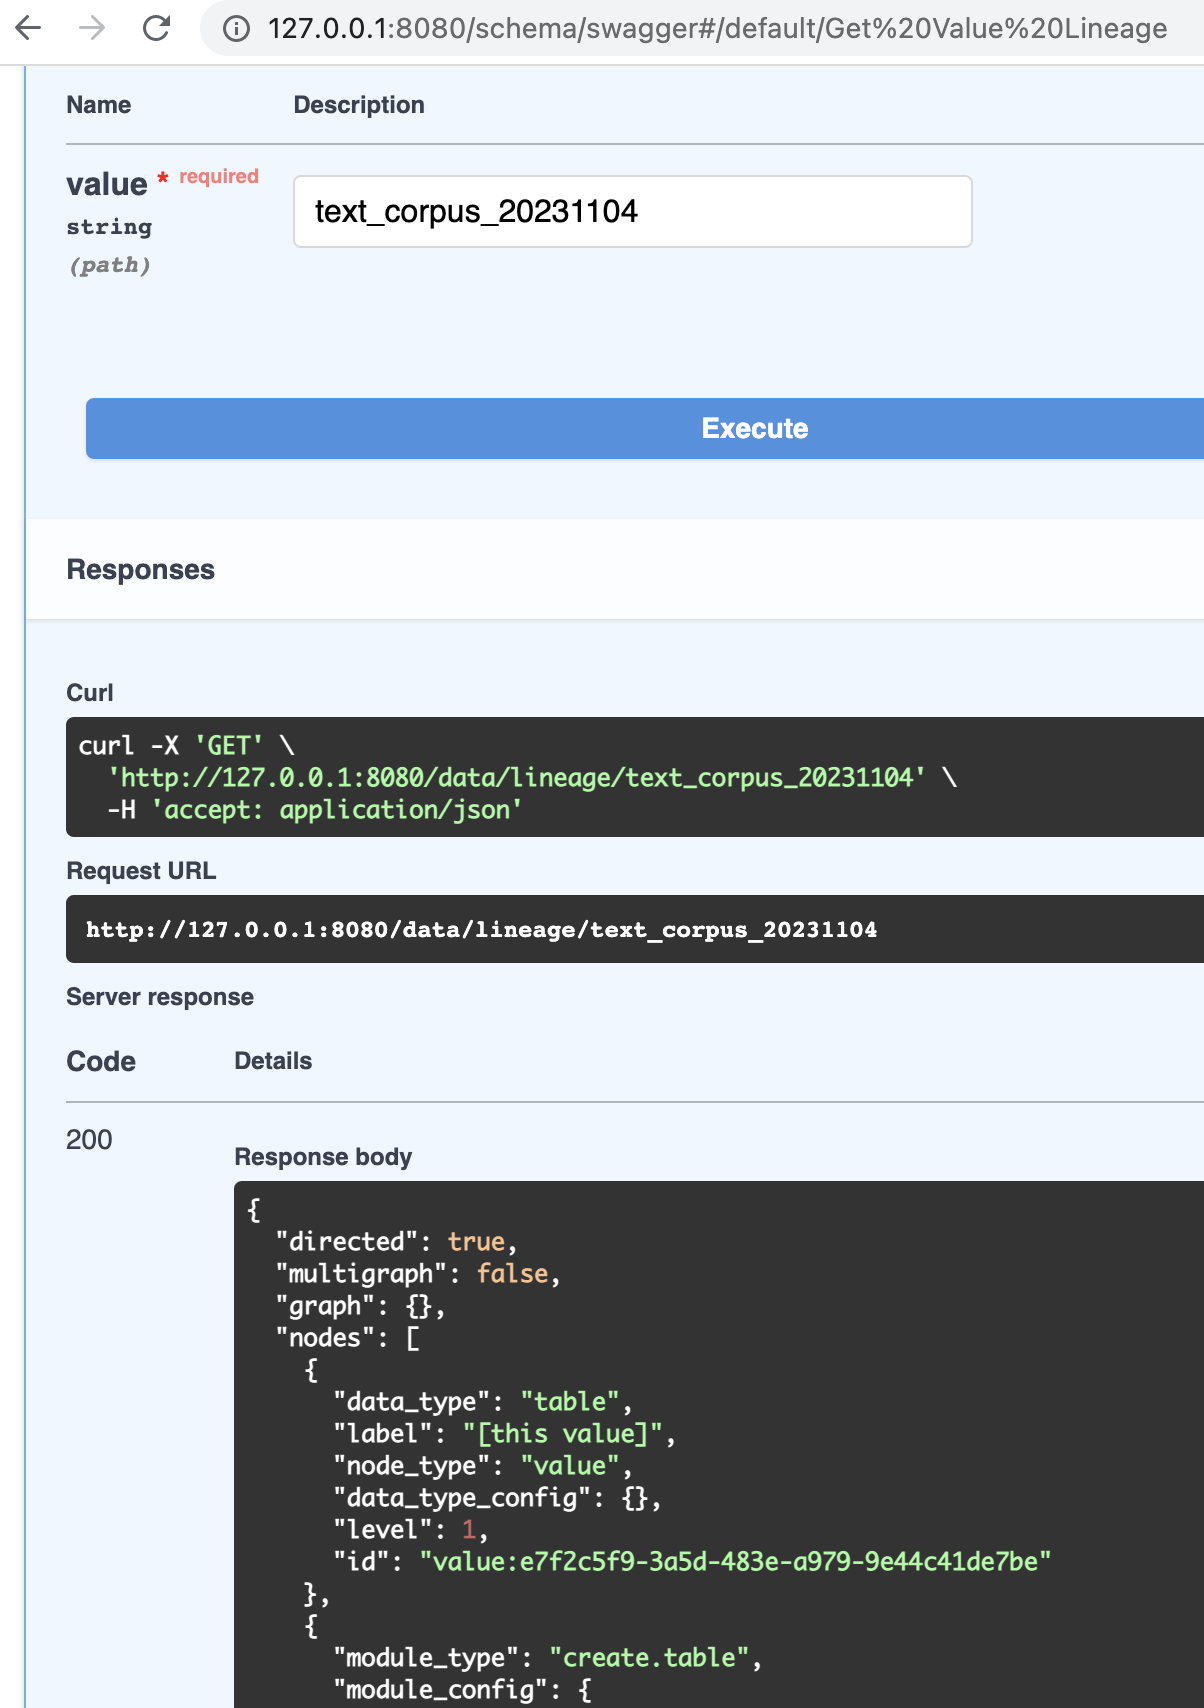 127.0.0.1:8080/schema/swagger#/default/Get%20Value%20Lineage
Name Description
value * required
string
(path)
text_corpus_20231104
Execute
Responses
Curl
curl -X 'GET' \
  'http://127.0.0.1:8080/data/lineage/text_corpus_20231104' \
  -H 'accept: application/json'
Request URL
http://127.0.0.1:8080/data/lineage/text_corpus_20231104
Server response
Code Details
200
Response body
{
  "directed": true,
  "multigraph": false,
  "graph": {},
  "nodes": [
    {
      "data_type": "table",
      "label": "[this value]",
      "node_type": "value",
      "data_type_config": {},
      "level": 1,
      "id": "value:e7f2c5f9-3a5d-483e-a979-9e44c41de7be"
    },
    {
      "module_type": "create.table",
      "module_config": {